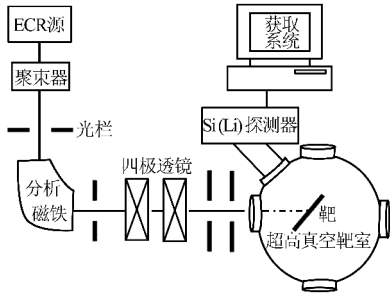 ECR源
聚束器
光栏
分析
磁铁
四极透镜
获取
系统
Si(Li)探测器
靶
超高真空靶室